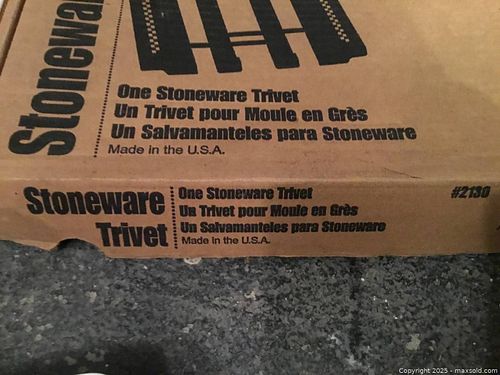 Stonewa
One Stoneware Trivet
Un Trivet pour Moule en Grès
Un Salvamanteles para Stoneware
Made in the U.S.A.
Stoneware
Trivet
One Stoneware Trivet
Un Trivet pour Moule en Grès
Un Salvamanteles para Stoneware
Made in the U.S.A.
#2130
Copyright 2025 - maxsold.com